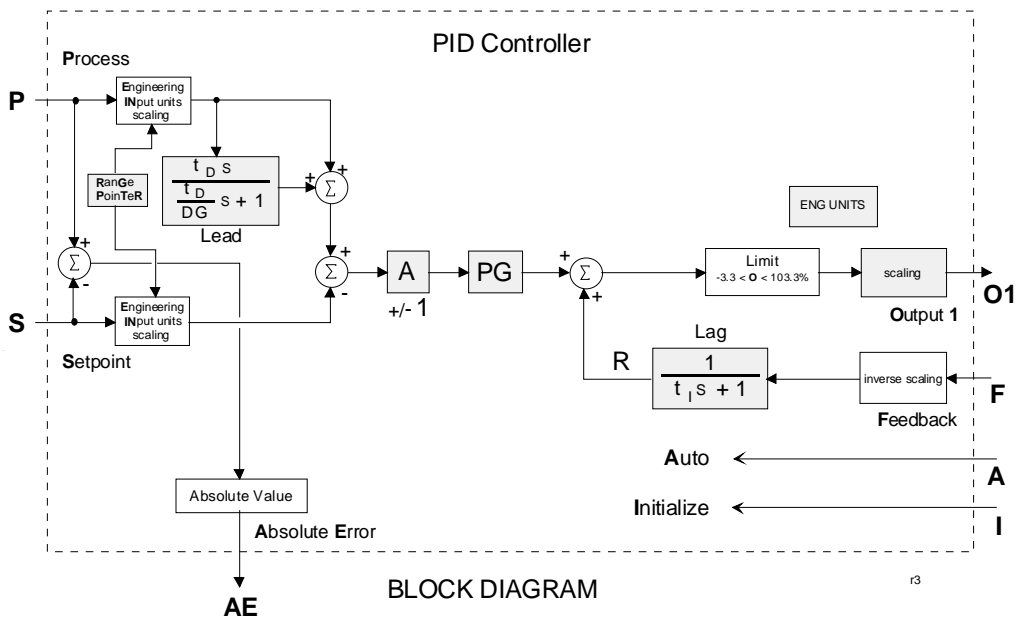 PID Controller
Process
P
Engineering
INput units
scaling
RanGe
PoinTeR
t D S
t D
DG
S + 1
Lead
+
+
Σ
ENG UNITS
+
-
Σ
+
-
Σ
A
+/- 1
PG
+
+
Σ
Limit
-3.3 < O < 103.3%
scaling
O1
Output 1
S
Engineering
INput units
scaling
Setpoint
Lag
R
1
t I S + 1
inverse scaling
F
Feedback
Auto
A
Initialize
I
Absolute Value
Absolute Error
AE
BLOCK DIAGRAM
r3